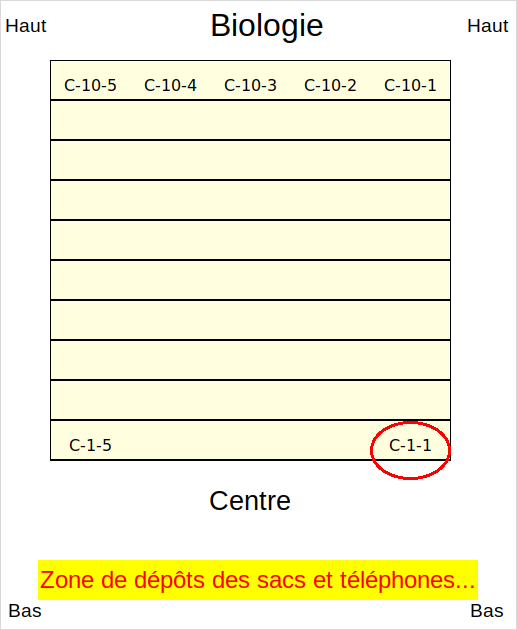 Haut Biologie Haut
C-10-5 C-10-4 C-10-3 C-10-2 C-10-1
C-1-5 C-1-1
Centre
Zone de dépôts des sacs et téléphones...
Bas Bas